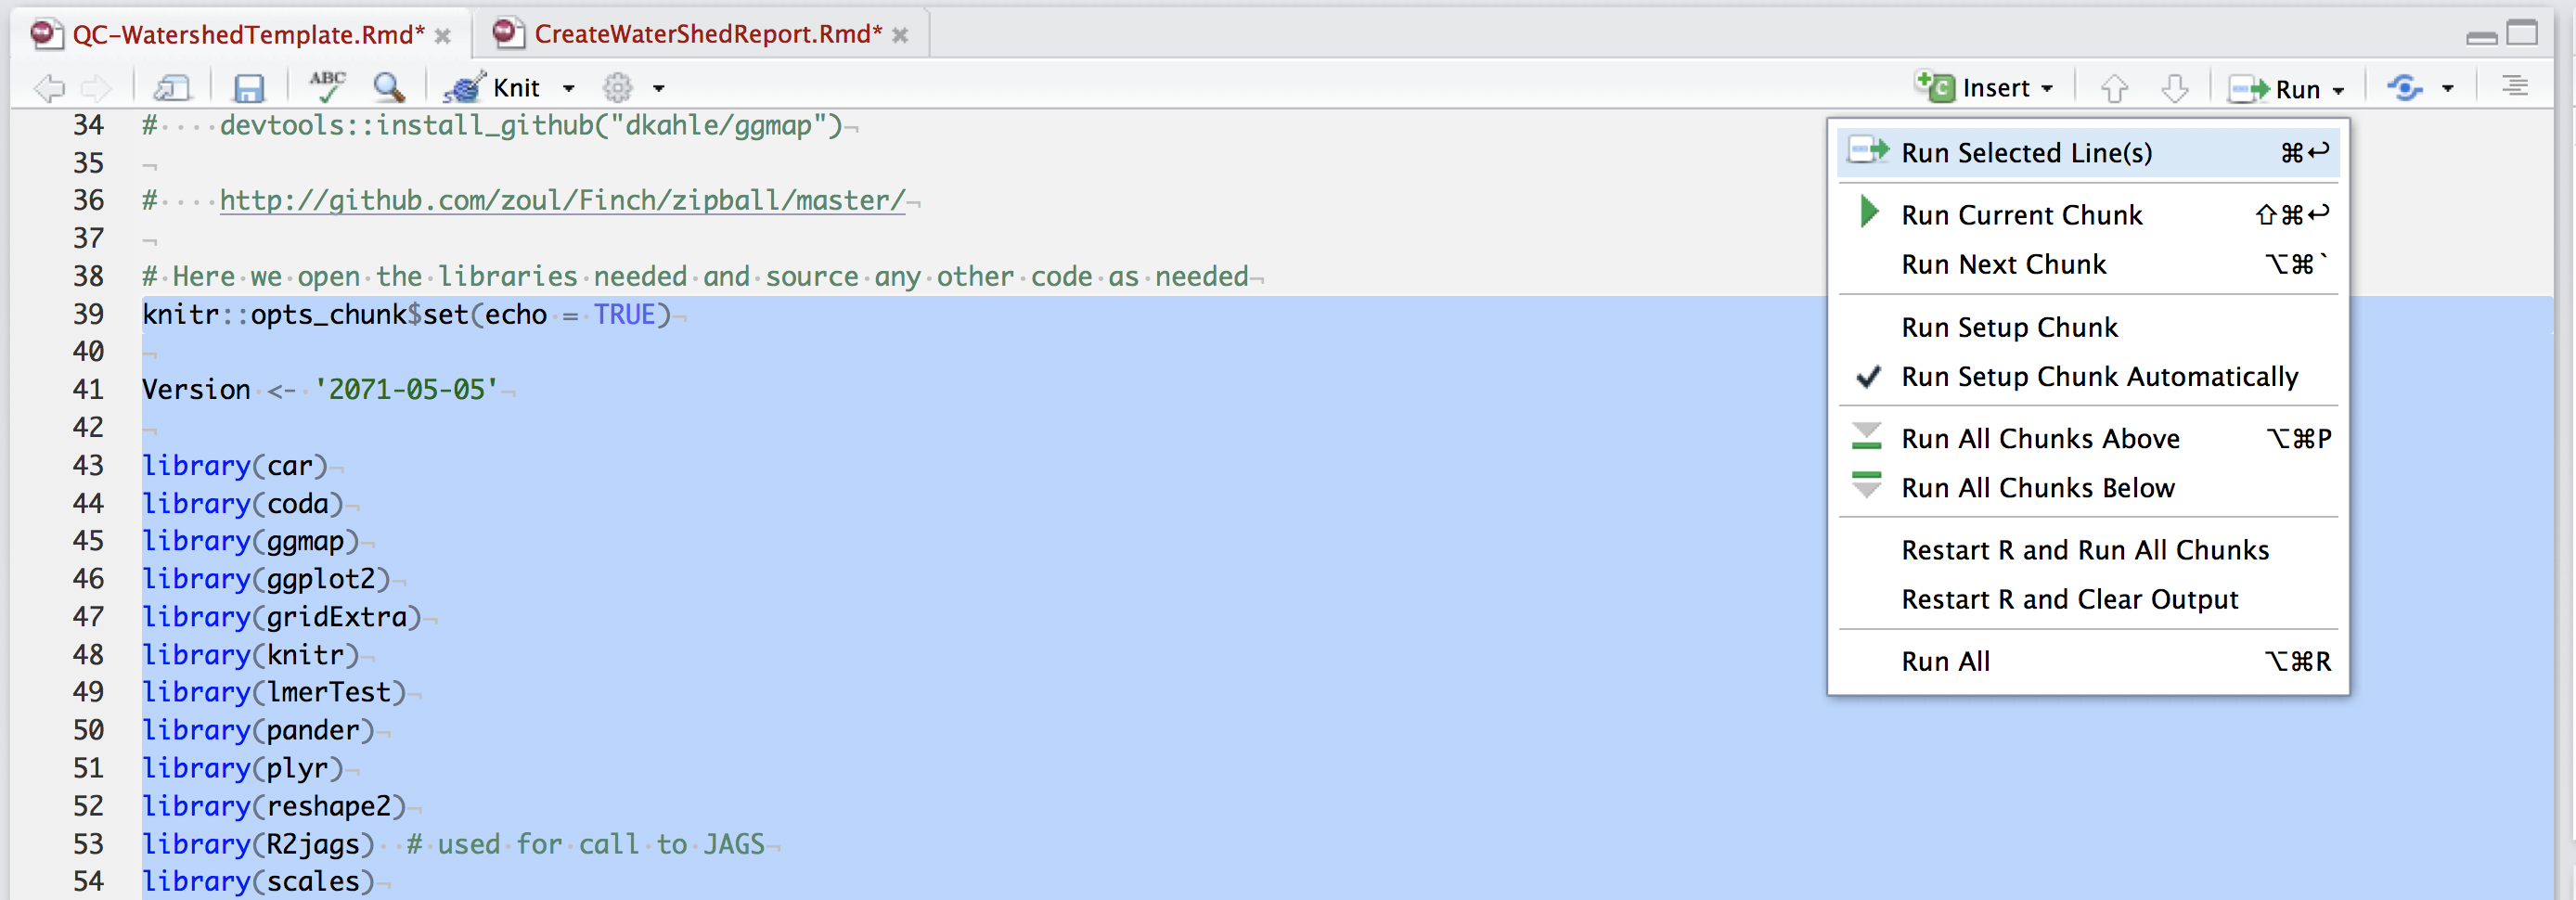 QC-WatershedTemplate.Rmd*
CreateWaterShedReport.Rmd*
ABC Knit Insert Run
34 # devtools::install_github("dkahle/ggmap")
35
36 # http://github.com/zoul/Finch/zipball/master/
37
38 # Here we open the libraries needed and source any other code as needed
39 knitr::opts_chunk$set(echo = TRUE)
40
41 Version <- '2071-05-05'
42
43 library(car)
44 library(coda)
45 library(ggmap)
46 library(ggplot2)
47 library(gridExtra)
48 library(knitr)
49 library(lmerTest)
50 library(pander)
51 library(plyr)
52 library(reshape2)
53 library(R2jags)  # used for call to JAGS
54 library(scales)
Run Selected Line(s) ⌘↩
Run Current Chunk ⇧⌘↩
Run Next Chunk ⌥⌘`
Run Setup Chunk
Run Setup Chunk Automatically
Run All Chunks Above ⌥⌘P
Run All Chunks Below
Restart R and Run All Chunks
Restart R and Clear Output
Run All ⌥⌘R